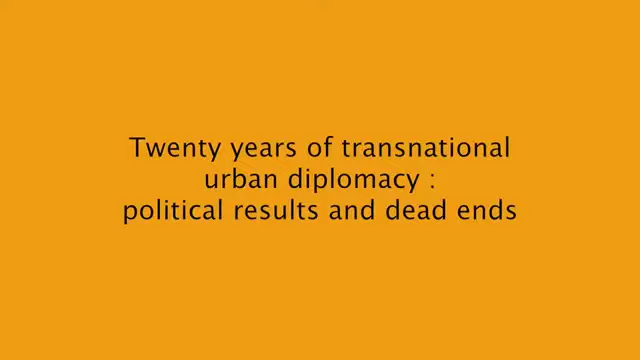 Twenty years of transnational
urban diplomacy :
political results and dead ends